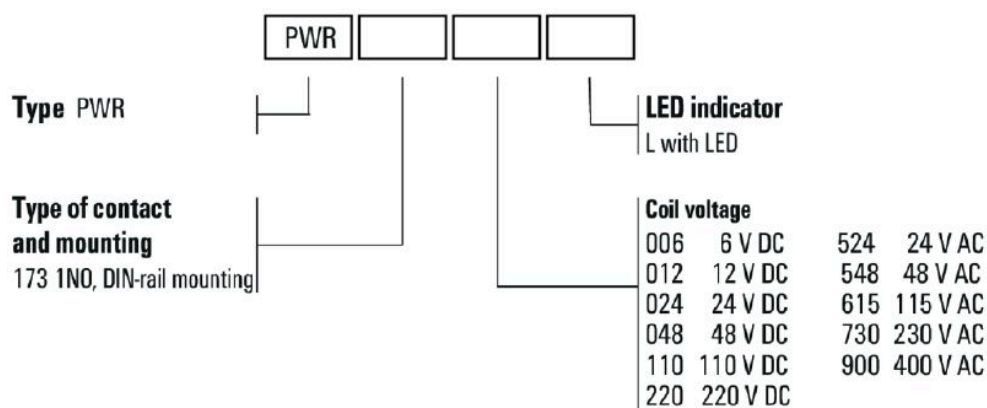 PWR
Type PWR
LED indicator
L with LED
Type of contact
and mounting
173 1NO, DIN-rail mounting
Coil voltage
006 6 V DC 524 24 V AC
012 12 V DC 548 48 V AC
024 24 V DC 615 115 V AC
048 48 V DC 730 230 V AC
110 110 V DC 900 400 V AC
220 220 V DC